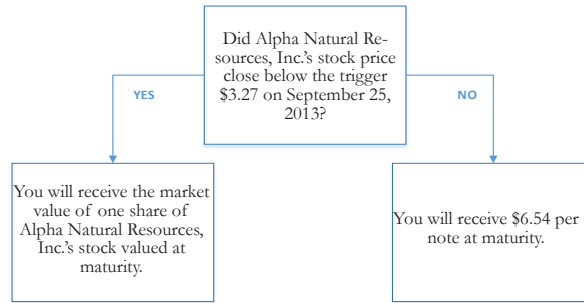 Did Alpha Natural Re-
sources, Inc.'s stock price
close below the trigger
$3.27 on September 25,
2013?
YES
NO
You will receive the market
value of one share of
Alpha Natural Resources,
Inc.'s stock valued at
maturity.
You will receive $6.54 per
note at maturity.